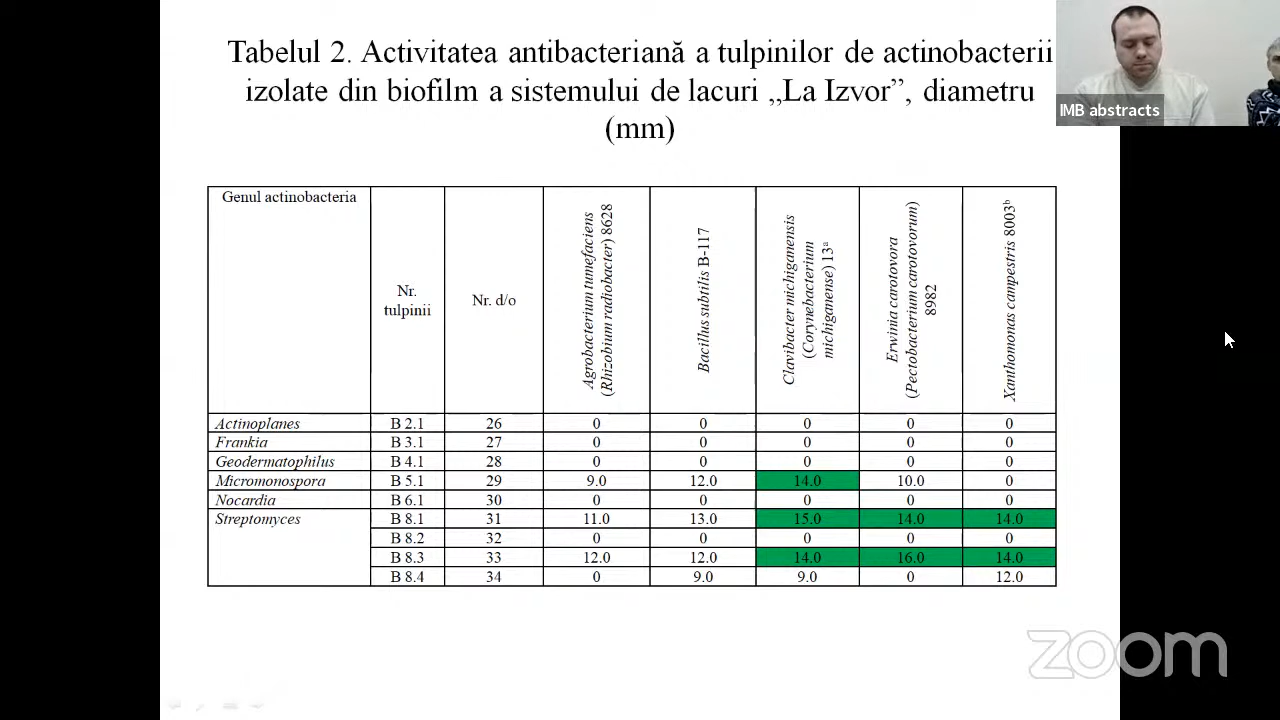 Tabelul 2. Activitatea antibacteriană a tulpinilor de actinobacterii
izolate din biofilm a sistemului de lacuri „La Izvor”, diametru
(mm)
IMB abstracts
Genul actinobacteria
Nr.
tulpinii
Nr. d/o
Agrobacterium tumefaciens
(Rhizobium radiobacter) 8628
Bacillus subtilis B-117
Clavibacter michiganensis
(Corynebacterium
michiganense) 13ª
Erwinia carotovora
(Pectobacterium carotovorum)
8982
Xanthomonas campestris 8003ᵇ
Actinoplanes B 2.1 26 0 0 0 0 0
Frankia B 3.1 27 0 0 0 0 0
Geodermatophilus B 4.1 28 0 0 0 0 0
Micromonospora B 5.1 29 9.0 12.0 14.0 10.0 0
Nocardia B 6.1 30 0 0 0 0 0
Streptomyces B 8.1 31 11.0 13.0 15.0 14.0 14.0
B 8.2 32 0 0 0 0 0
B 8.3 33 12.0 12.0 14.0 16.0 14.0
B 8.4 34 0 9.0 9.0 0 12.0
zoom